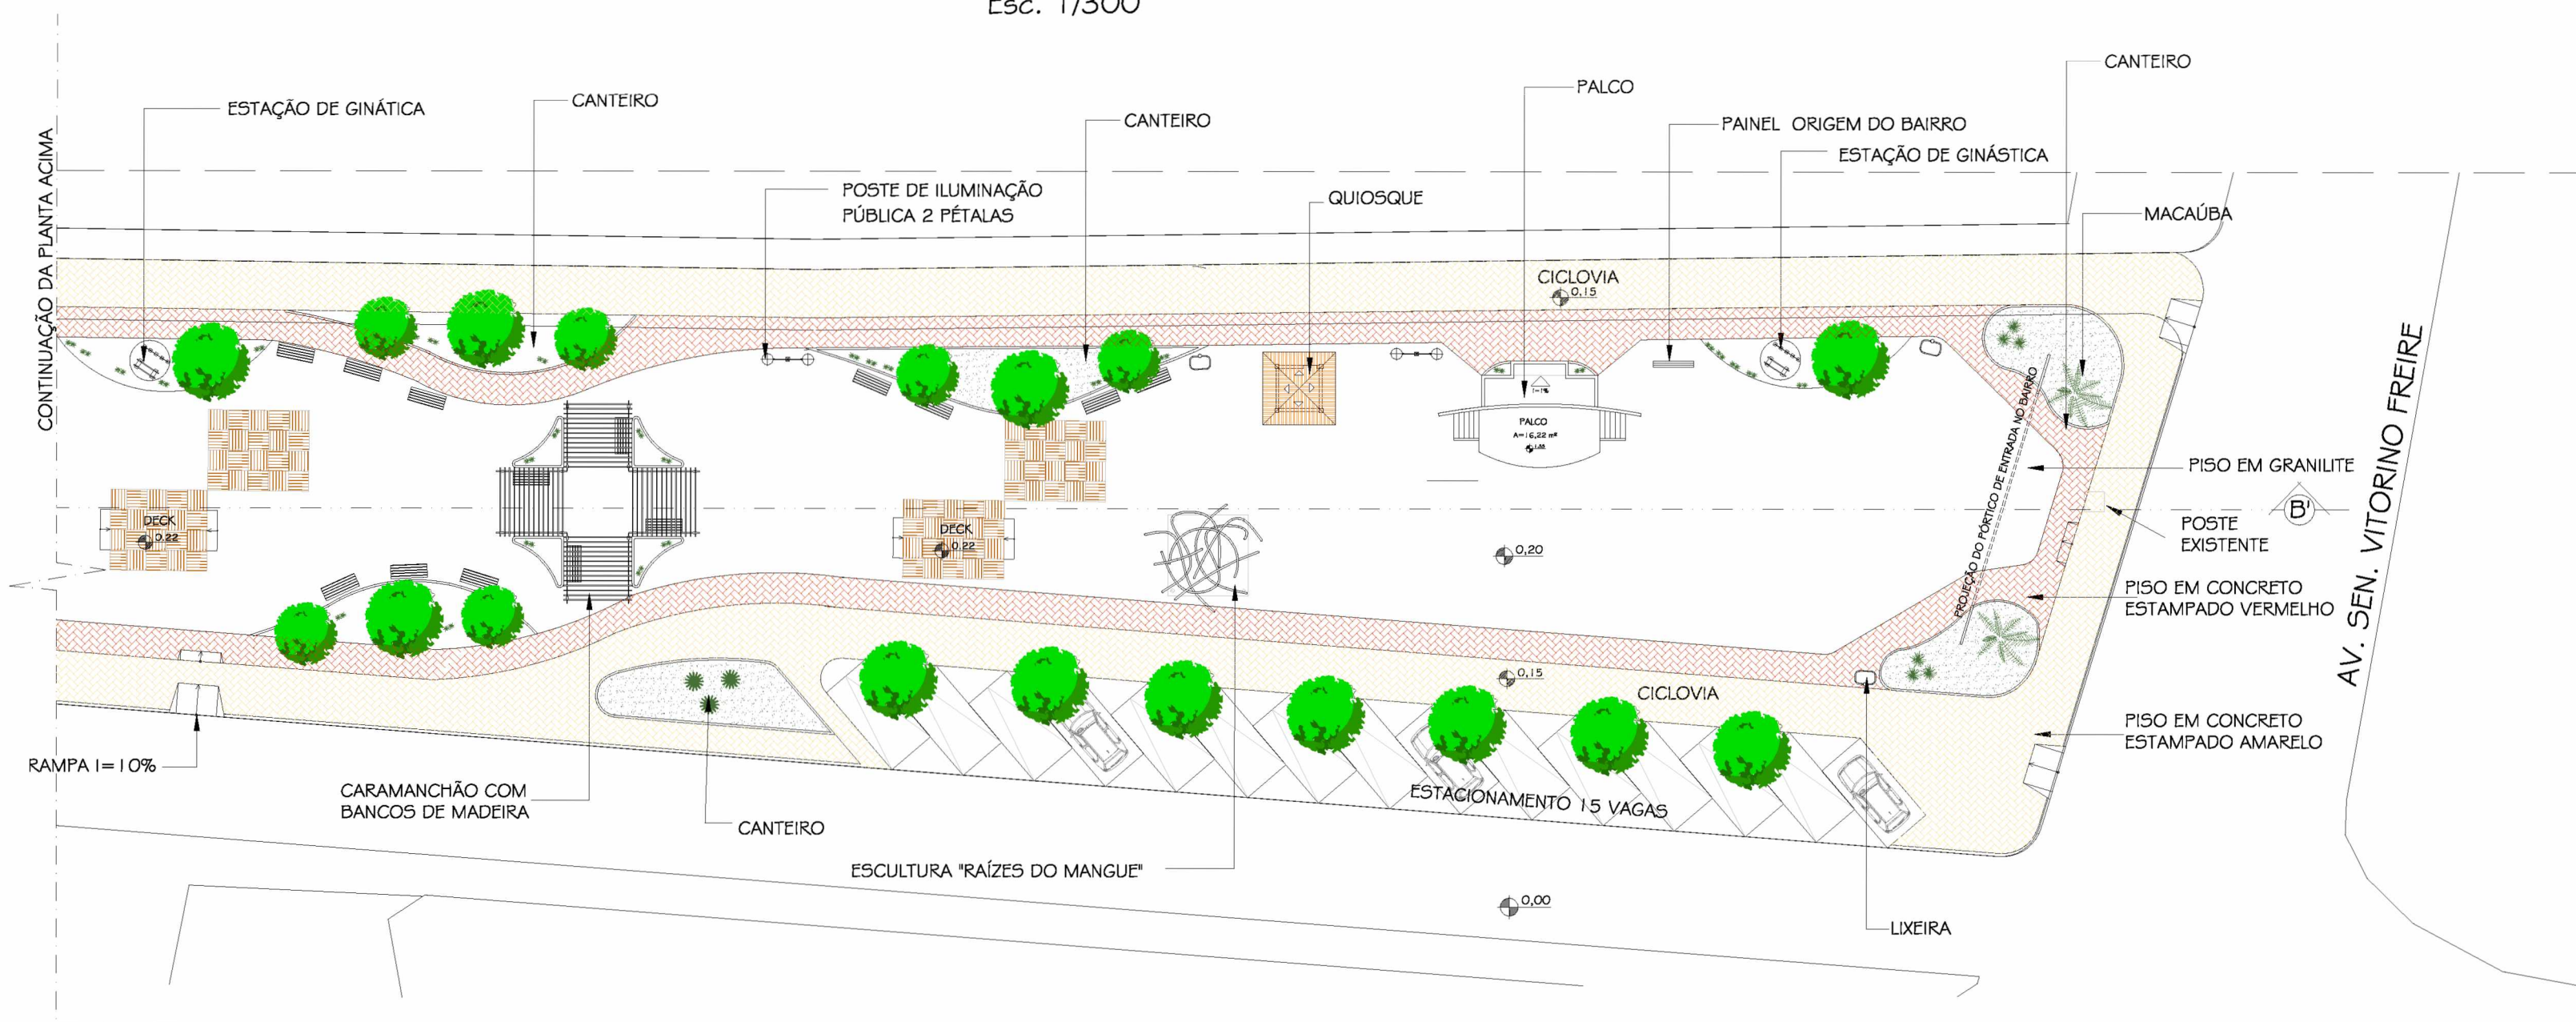 Esc. 1/300
CANTEIRO
PALCO
CANTEIRO
ESTAÇÃO DE GINÁTICA
CANTEIRO
PAINEL ORIGEM DO BAIRRO
ESTAÇÃO DE GINÁSTICA
CONTINUAÇÃO DA PLANTA ACIMA
POSTE DE ILUMINAÇÃO
PÚBLICA 2 PÉTALAS
QUIOSQUE
MACAÚBA
CICLOVIA
0,15
I=1%
PALCO
A=16,22 m²
PROJEÇÃO DO PÓRTICO DE ENTRADA NO BAIRRO
AV. SEN. VITORINO FREIRE
PISO EM GRANILITE
B'
DECK
0,22
DECK
0,22
0,20
POSTE
EXISTENTE
PISO EM CONCRETO
ESTAMPADO VERMELHO
0,15
CICLOVIA
PISO EM CONCRETO
ESTAMPADO AMARELO
RAMPA I=10%
CARAMANCHÃO COM
BANCOS DE MADEIRA
ESTACIONAMENTO 15 VAGAS
CANTEIRO
ESCULTURA "RAÍZES DO MANGUE"
0,00
LIXEIRA